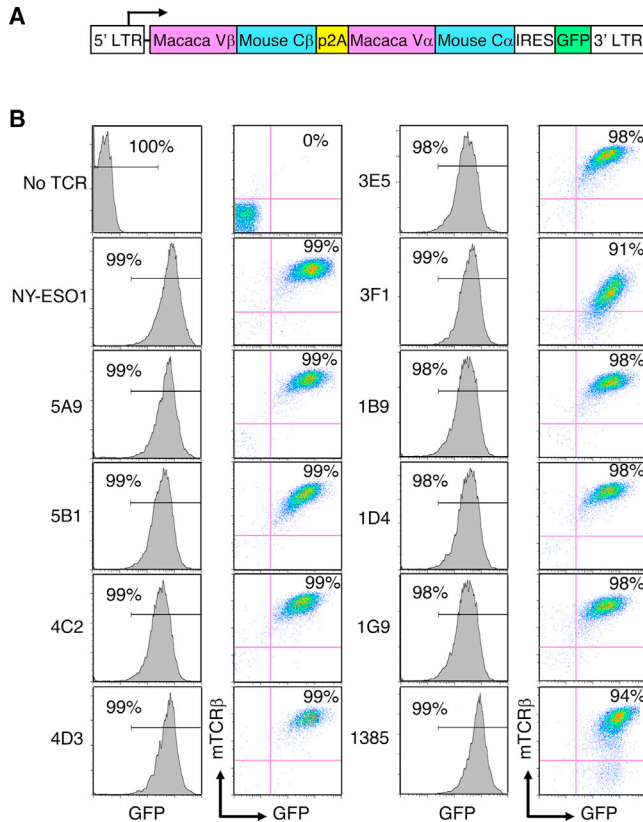 A
5' LTR Macaca Vβ Mouse Cβ p2A Macaca Vα Mouse Cα IRES GFP 3' LTR
B
No TCR 100% 0%
NY-ESO1 99% 99%
5A9 99% 99%
5B1 99% 99%
4C2 99% 99%
4D3 99% 99%
GFP
mTCRβ
GFP
3E5 98% 98%
3F1 99% 91%
1B9 98% 98%
1D4 98% 98%
1G9 98% 98%
1385 99% 94%
GFP
mTCRβ
GFP